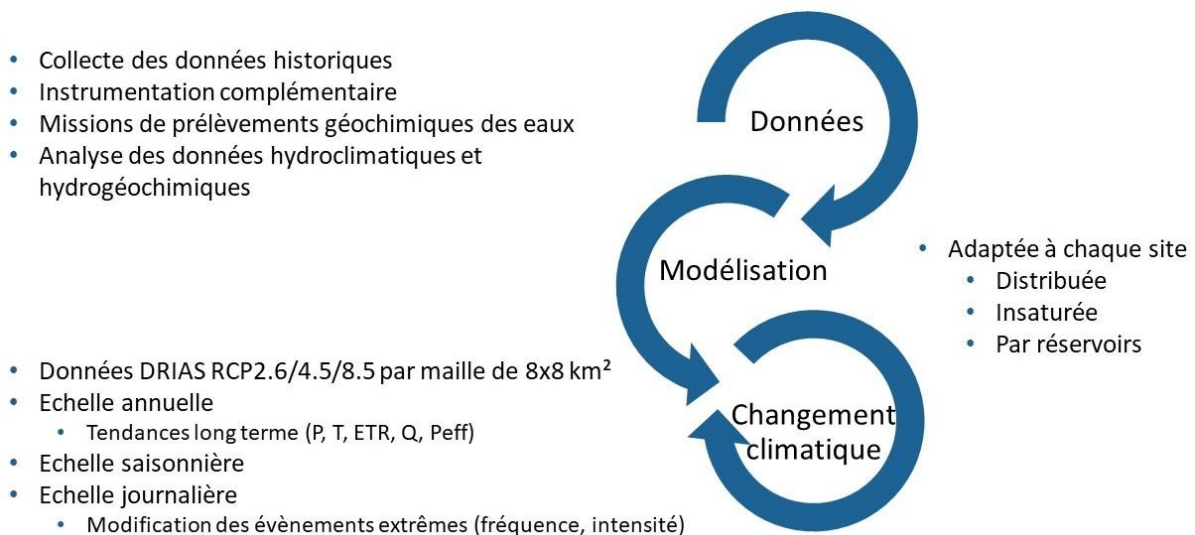 • Collecte des données historiques
• Instrumentation complémentaire
• Missions de prélèvements géochimiques des eaux
• Analyse des données hydroclimatiques et
hydrogéochimiques
Données
Modélisation
• Adaptée à chaque site
• Distribuée
• Insaturée
• Par réservoirs
• Données DRIAS RCP2.6/4.5/8.5 par maille de 8x8 km²
• Echelle annuelle
• Tendances long terme (P, T, ETR, Q, Peff)
• Echelle saisonnière
• Echelle journalière
• Modification des évènements extrêmes (fréquence, intensité)
Changement
climatique